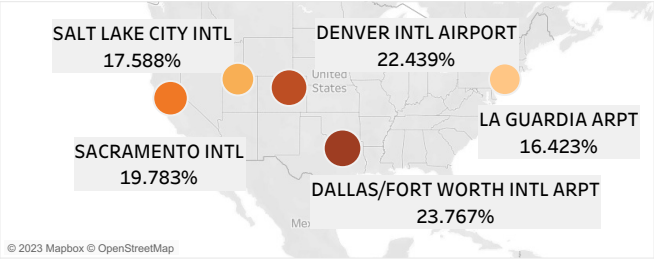 SALT LAKE CITY INTL
17.588%
DENVER INTL AIRPORT
22.439%
United
States
LA GUARDIA ARPT
16.423%
SACRAMENTO INTL
19.783%
DALLAS/FORT WORTH INTL ARPT
23.767%
Mex
© 2023 Mapbox © OpenStreetMap